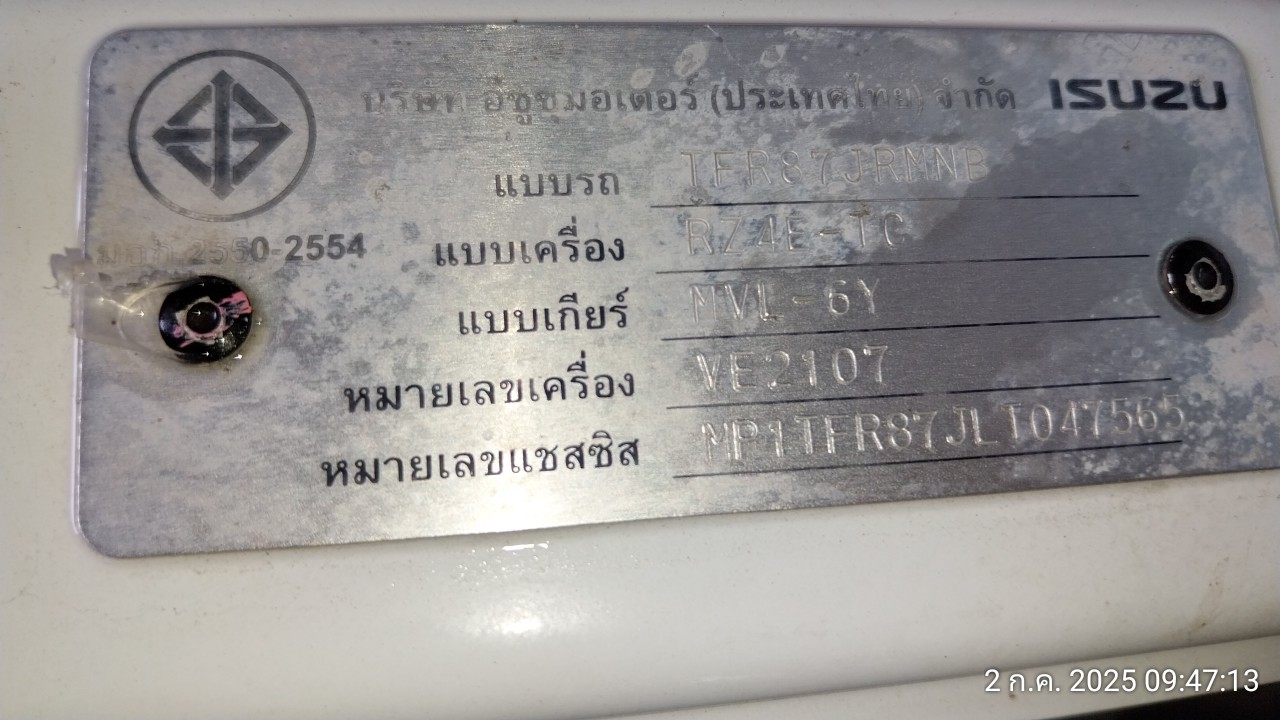 บริษัท อีซูซุมอเตอร์ (ประเทศไทย) จำกัด ISUZU
แบบรถ TFR87JRMNB
มอก. 2550-2554
แบบเครื่อง RZ4E-TC
แบบเกียร์ MVL-6Y
หมายเลขเครื่อง VE2107
หมายเลขแชสซิส MP1TFR87JLT047565
2 ก.ค. 2025 09:47:13